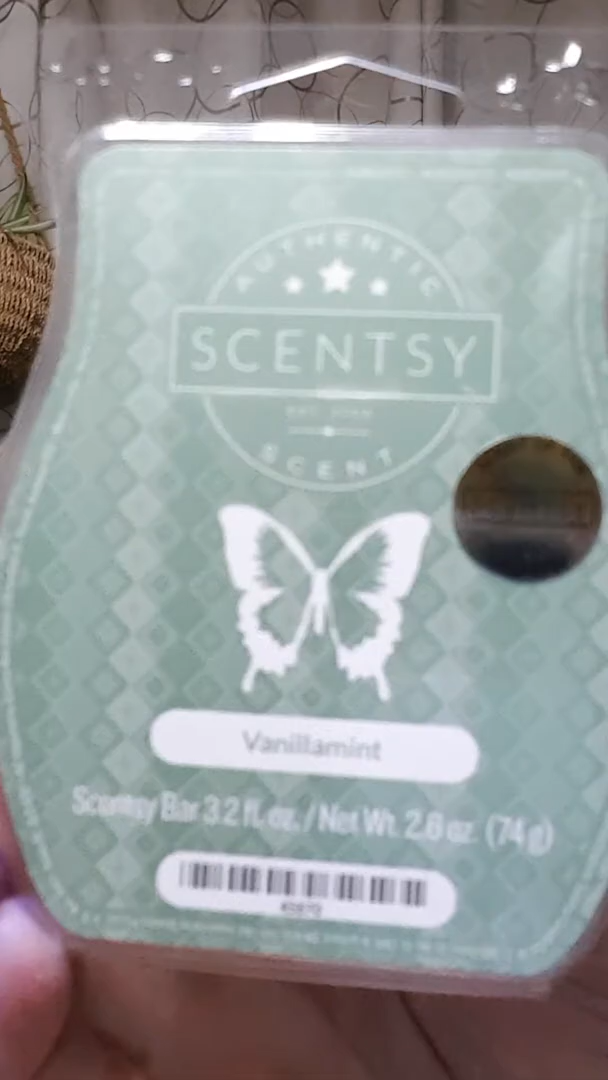 AUTHENTIC
SCENTSY
SCENT
Vanillamint
Scentsy Bar 3.2 fl. oz. / Net Wt. 2.6 oz. (74 g)